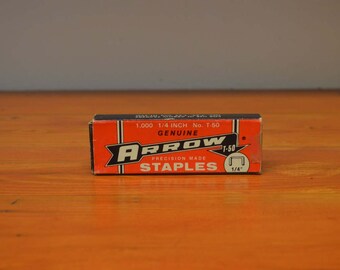 1,000 1/4 INCH No. T-50
GENUINE
ARROW
T-50
PRECISION MADE
STAPLES
1/4"